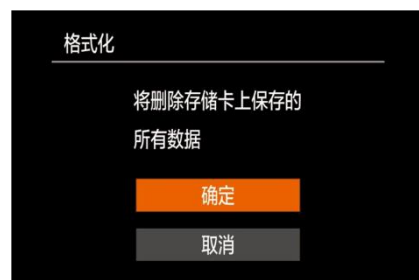 格式化
将删除存储卡上保存的
所有数据
确定
取消